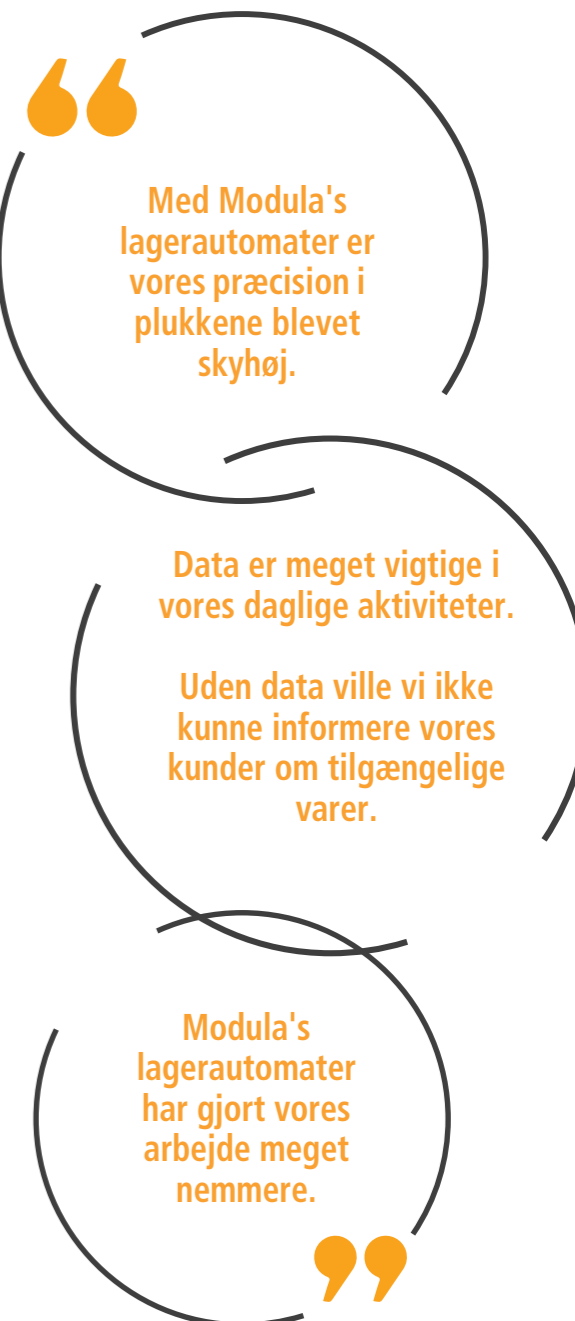 “
Med Modula's
lagerautomater er
vores præcision i
plukkene blevet
skyhøj.
Data er meget vigtige i
vores daglige aktiviteter.
Uden data ville vi ikke
kunne informere vores
kunder om tilgængelige
varer.
Modula's
lagerautomater
har gjort vores
arbejde meget
nemmere.
”